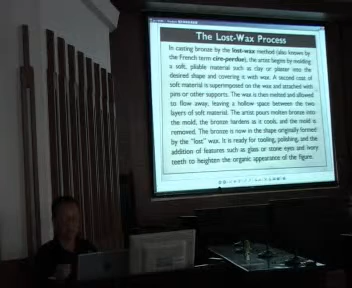 The Lost-Wax Process
In casting bronze by the lost-wax method (also known by
the French term cire-perdue), the artist begins by molding
a soft, pliable material such as clay or plaster into the
desired shape and covering it with wax. A second coat of
soft material is superimposed on the wax and attached with
pins or other supports. The wax is then melted and allowed
to flow away, leaving a hollow space between the two
layers of soft material. The artist pours molten bronze into
the mold, the bronze hardens as it cools, and the mold is
removed. The bronze is now in the shape originally formed
by the "lost" wax. It is ready for tooling, polishing, and the
addition of features such as glass or stone eyes and ivory
teeth to heighten the organic appearance of the figure.